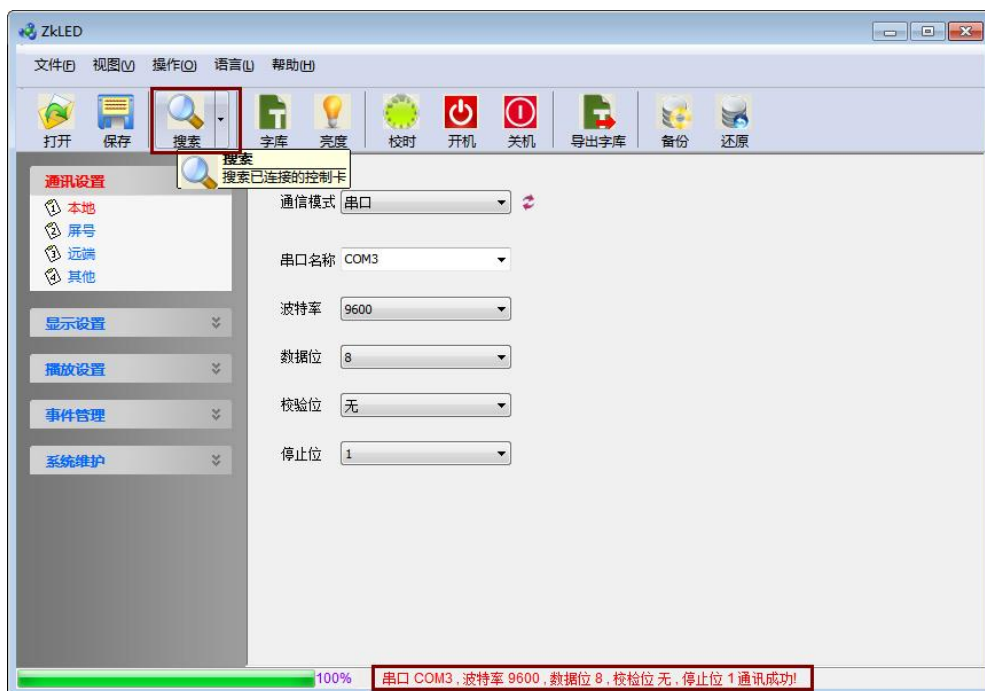 ZkLED
文件(F) 视图(V) 操作(O) 语言(L) 帮助(H)
打开 保存 搜索 字库 亮度 校时 开机 关机 导出字库 备份 还原
搜索
搜索已连接的控制卡
通讯设置
1 本地
2 屏号
3 远端
4 其他
显示设置
播放设置
事件管理
系统维护
通信模式 串口
串口名称 COM3
波特率 9600
数据位 8
校验位 无
停止位 1
100% 串口 COM3 , 波特率 9600 , 数据位 8 , 校检位 无 , 停止位 1 通讯成功!